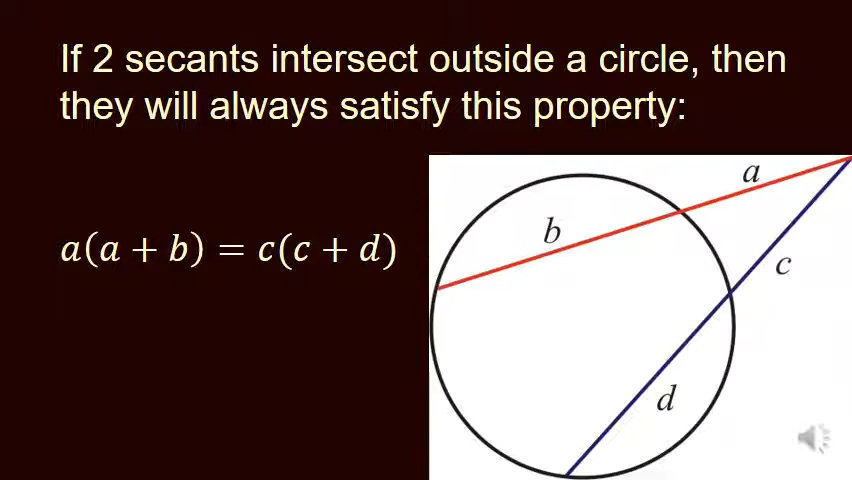 If 2 secants intersect outside a circle, then
they will always satisfy this property:
a
b
a(a + b) = c(c + d)
c
d